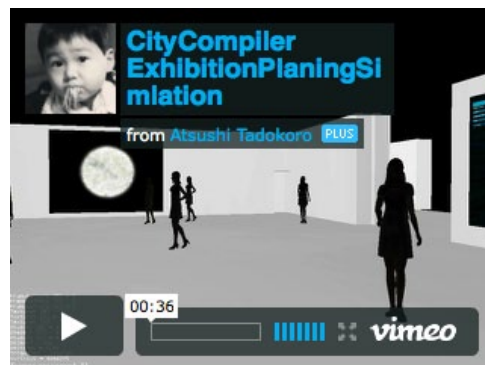 CityCompiler
ExhibitionPlaningSi
mlation
from Atsushi Tadokoro PLUS
00:36
vimeo